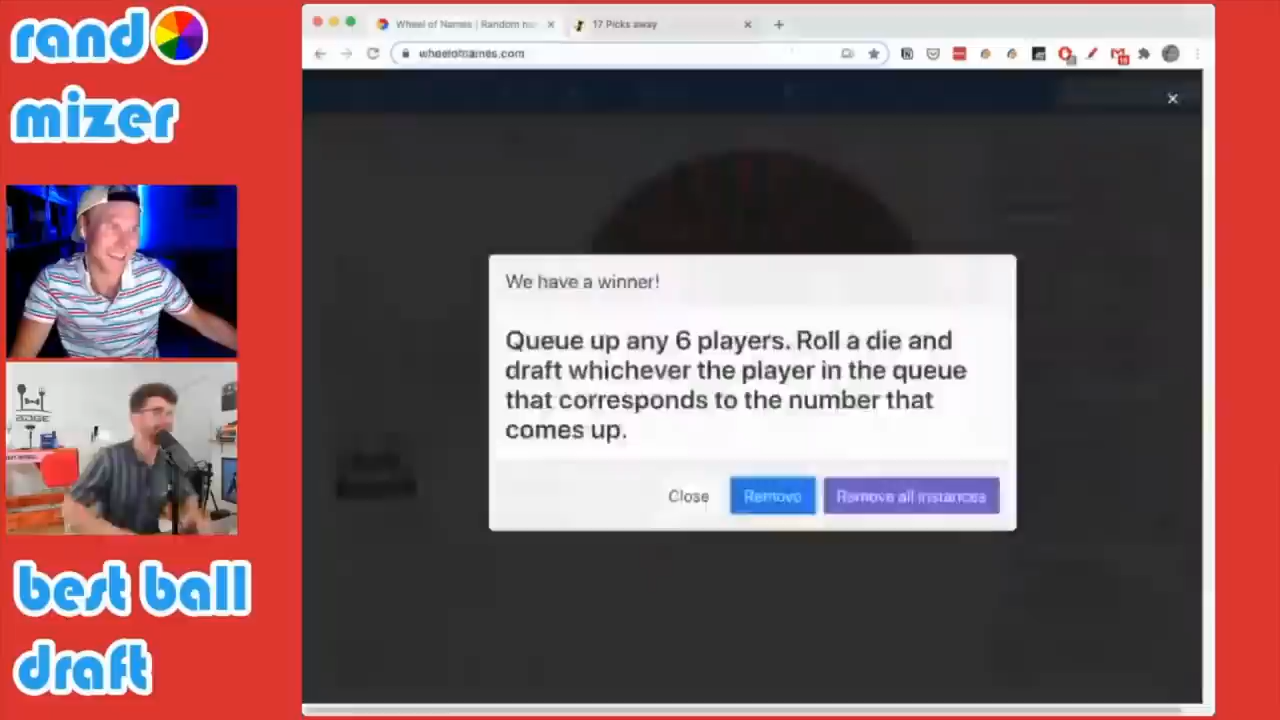 rand
mizer
Wheel of Names | Random na
17 Picks away
wheelofnames.com
We have a winner!
Queue up any 6 players. Roll a die and
draft whichever the player in the queue
that corresponds to the number that
comes up.
Close
Remove
Remove all instances
EDGE
best ball
draft